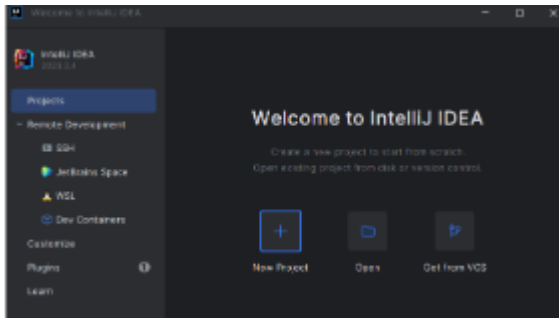 Welcome to IntelliJ IDEA
IntelliJ IDEA
Projects
Remote Development
SSH
JetBrains Space
WSL
Dev Containers
Customize
Plugins
Learn
Welcome to IntelliJ IDEA
Create a new project to start from scratch.
Open existing project from disk or version control.
New Project
Open
Get from VCS